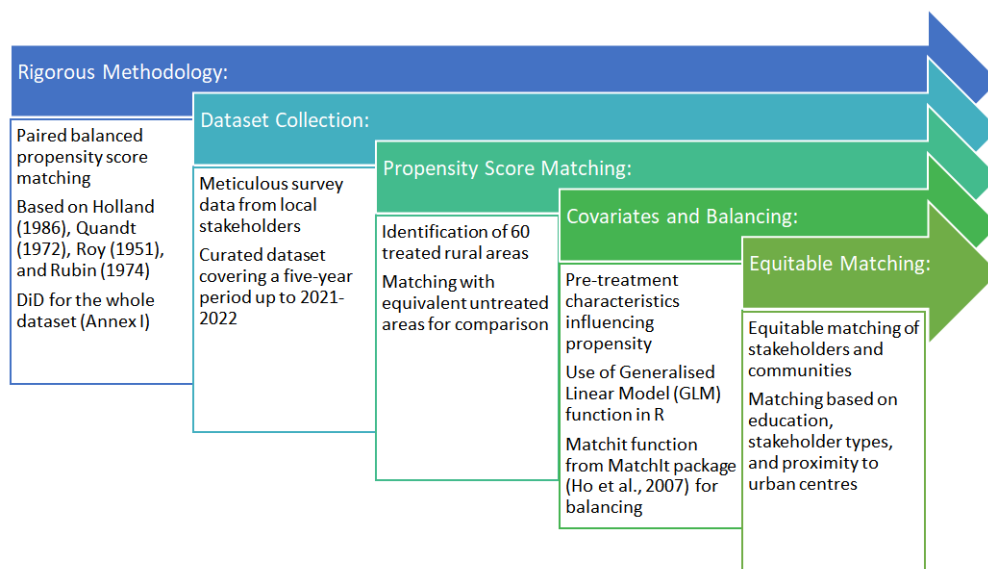 Rigorous Methodology:
Paired balanced
propensity score
matching
Based on Holland
(1986), Quandt
(1972), Roy (1951),
and Rubin (1974)
DiD for the whole
dataset (Annex I)
Dataset Collection:
Meticulous survey
data from local
stakeholders
Curated dataset
covering a five-year
period up to 2021-
2022
Propensity Score Matching:
Identification of 60
treated rural areas
Matching with
equivalent untreated
areas for comparison
Covariates and Balancing:
Pre-treatment
characteristics
influencing
propensity
Use of Generalised
Linear Model (GLM)
function in R
Matchit function
from MatchIt package
(Ho et al., 2007) for
balancing
Equitable Matching:
Equitable matching of
stakeholders and
communities
Matching based on
education,
stakeholder types,
and proximity to
urban centres